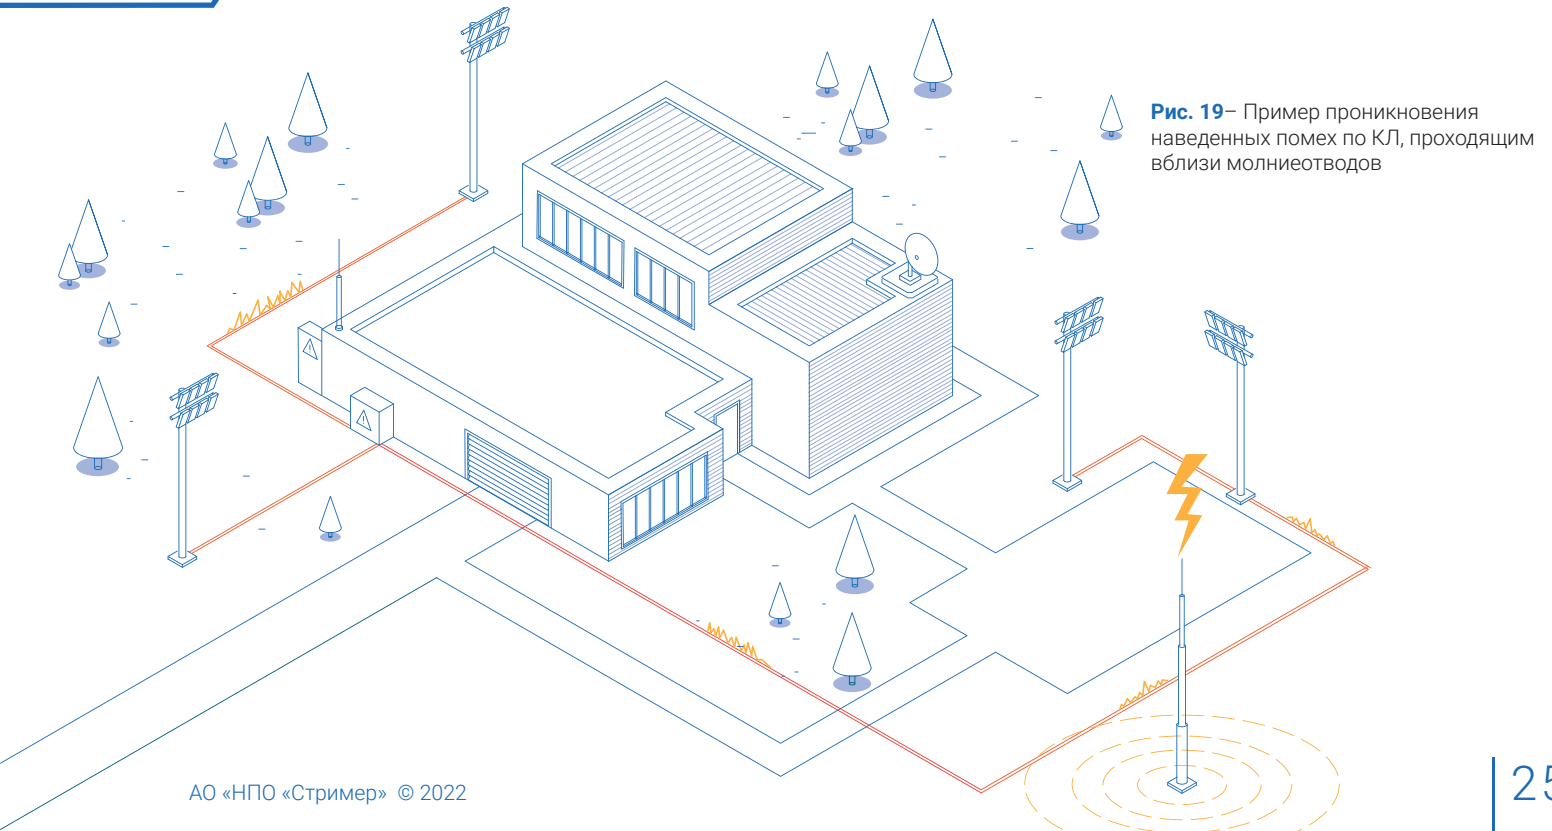 Рис. 19– Пример проникновения
наведенных помех по КЛ, проходящим
вблизи молниеотводов
АО «НПО «Стример» © 2022
25